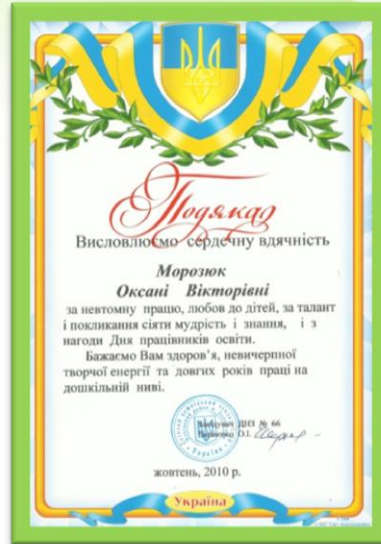 Подяка
Висловлюємо сердечну вдячність
Морозюк
Оксані Вікторівні
за невтомну працю, любов до дітей, за талант
і покликання сіяти мудрість і знання, і з
нагоди Дня працівників освіти.
Бажаємо Вам здоров'я, невичерпної
творчої енергії та довгих років праці на
дошкільній ниві.
Завідувач ДНЗ № 66
О.І.
жовтень, 2010 р.
Україна